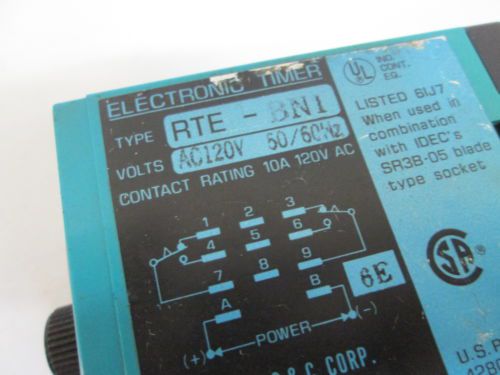 ELECTRONIC TIMER
TYPE RTE - BN1
VOLTS AC120V 50/60Hz
CONTACT RATING 10A 120V AC
1 2 3
4 5 6
7 8 9
A B
6E
(+) POWER (-)
& C CORP.
UL
IND.
CONT.
EQ.
LISTED 61J7
When used in
combination
with IDEC's
SR3B-05 blade
type socket
U.S.P